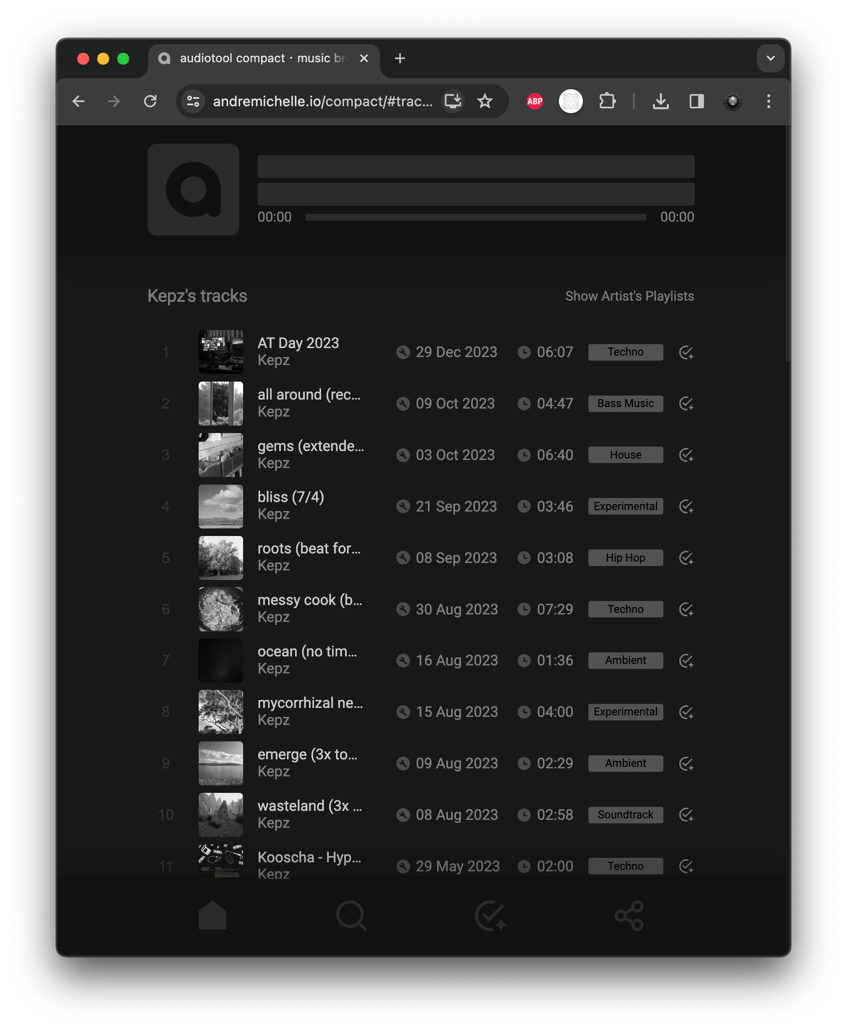 audiotool compact · music br
andremichelle.io/compact/#trac...
ABP
00:00 00:00
Kepz's tracks Show Artist's Playlists
1 AT Day 2023 Kepz 29 Dec 2023 06:07 Techno
2 all around (rec... Kepz 09 Oct 2023 04:47 Bass Music
3 gems (extende... Kepz 03 Oct 2023 06:40 House
4 bliss (7/4) Kepz 21 Sep 2023 03:46 Experimental
5 roots (beat for... Kepz 08 Sep 2023 03:08 Hip Hop
6 messy cook (b... Kepz 30 Aug 2023 07:29 Techno
7 ocean (no tim... Kepz 16 Aug 2023 01:36 Ambient
8 mycorrhizal ne... Kepz 15 Aug 2023 04:00 Experimental
9 emerge (3x to... Kepz 09 Aug 2023 02:29 Ambient
10 wasteland (3x ... Kepz 08 Aug 2023 02:58 Soundtrack
11 Kooscha - Hyp... Kepz 29 May 2023 02:00 Techno